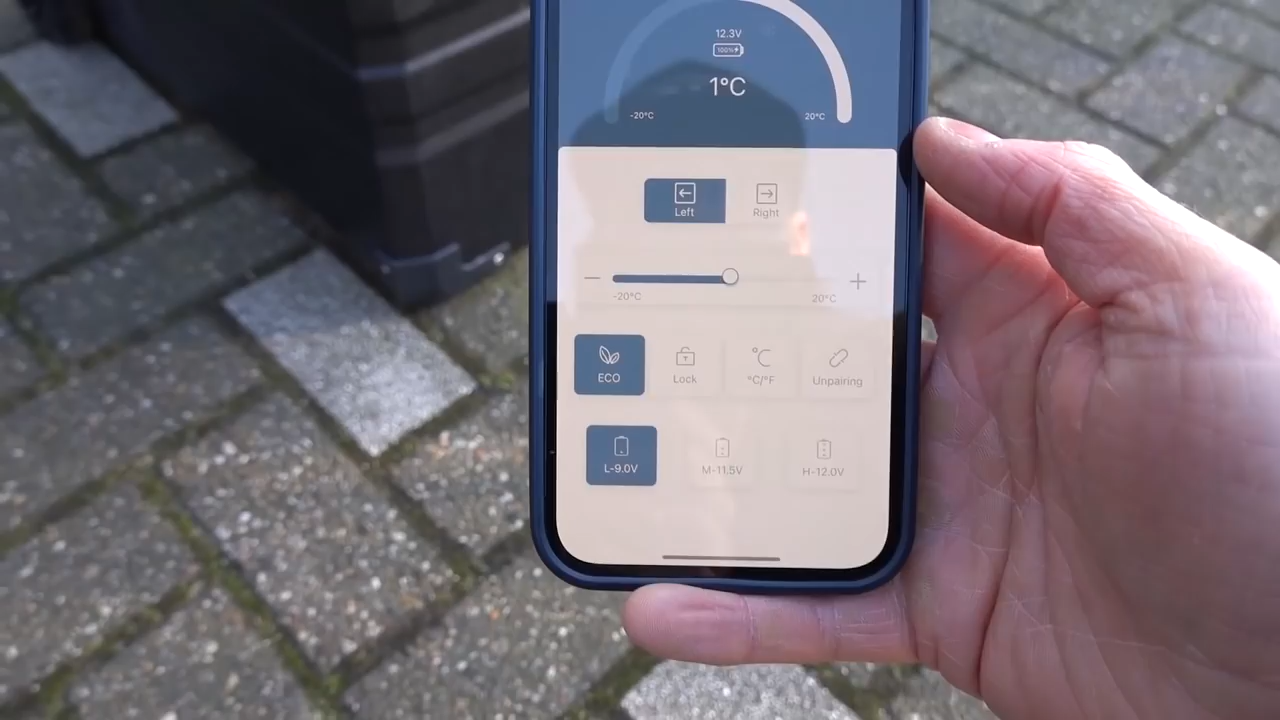 12.3V
100%
1°C
-20°C 20°C
Left Right
-20°C 20°C
ECO Lock °C/°F Unpairing
L-9.0V M-11.5V H-12.0V